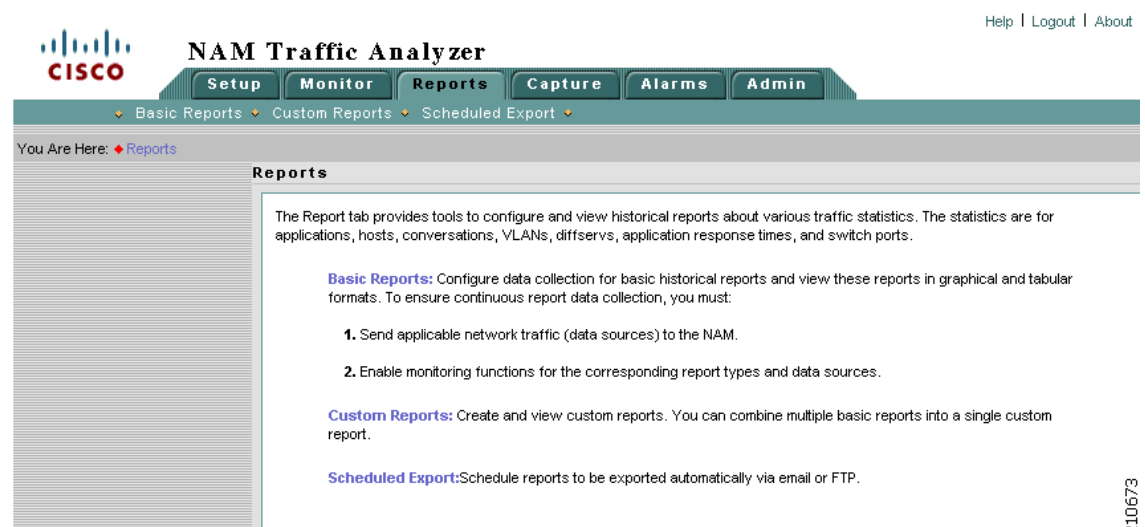 Help | Logout | About
CISCO
NAM Traffic Analyzer
Setup Monitor Reports Capture Alarms Admin
Basic Reports Custom Reports Scheduled Export
You Are Here: Reports
Reports
The Report tab provides tools to configure and view historical reports about various traffic statistics. The statistics are for
applications, hosts, conversations, VLANs, diffservs, application response times, and switch ports.
Basic Reports: Configure data collection for basic historical reports and view these reports in graphical and tabular
formats. To ensure continuous report data collection, you must:
1. Send applicable network traffic (data sources) to the NAM.
2. Enable monitoring functions for the corresponding report types and data sources.
Custom Reports: Create and view custom reports. You can combine multiple basic reports into a single custom
report.
Scheduled Export:Schedule reports to be exported automatically via email or FTP.